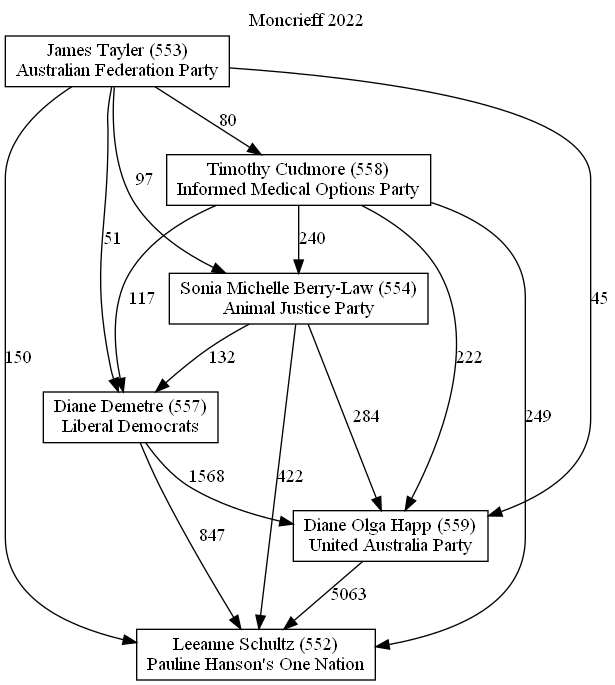 Moncrieff 2022
James Tayler (553)
Australian Federation Party
80
Timothy Cudmore (558)
Informed Medical Options Party
97
51
117
240
45
Sonia Michelle Berry-Law (554)
Animal Justice Party
150
132
222
Diane Demetre (557)
Liberal Democrats
284
249
1568
422
847
Diane Olga Happ (559)
United Australia Party
5063
Leeanne Schultz (552)
Pauline Hanson's One Nation